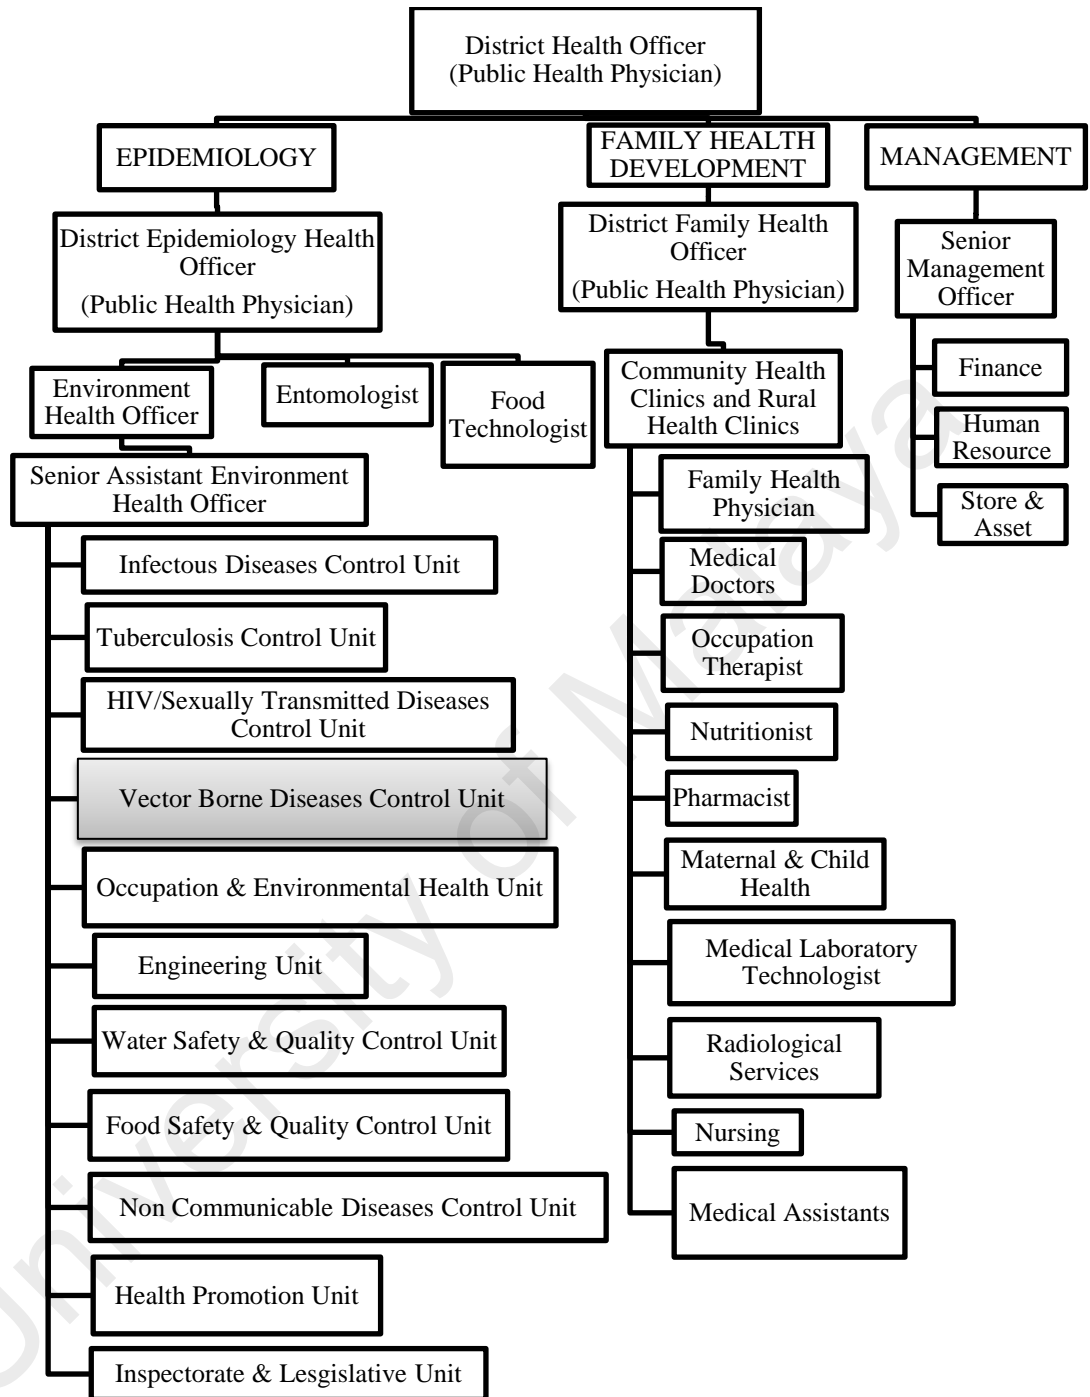 District Health Officer
(Public Health Physician)
EPIDEMIOLOGY
FAMILY HEALTH
DEVELOPMENT
MANAGEMENT
District Epidemiology Health
Officer
(Public Health Physician)
District Family Health
Officer
(Public Health Physician)
Senior
Management
Officer
Environment
Health Officer
Entomologist
Food
Technologist
Senior Assistant Environment
Health Officer
Infectous Diseases Control Unit
Tuberculosis Control Unit
HIV/Sexually Transmitted Diseases
Control Unit
Vector Borne Diseases Control Unit
Occupation & Environmental Health Unit
Engineering Unit
Water Safety & Quality Control Unit
Food Safety & Quality Control Unit
Non Communicable Diseases Control Unit
Health Promotion Unit
Inspectorate & Lesgislative Unit
Community Health
Clinics and Rural
Health Clinics
Family Health
Physician
Medical
Doctors
Occupation
Therapist
Nutritionist
Pharmacist
Maternal & Child
Health
Medical Laboratory
Technologist
Radiological
Services
Nursing
Medical Assistants
Finance
Human
Resource
Store &
Asset
University of Malaya